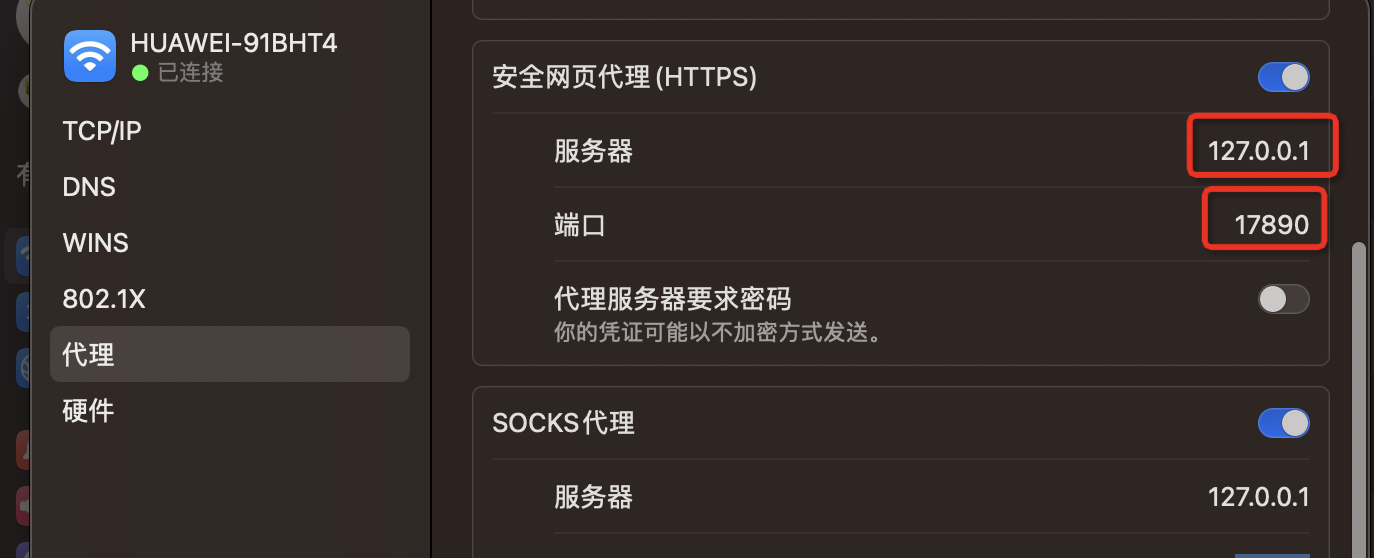 HUAWEI-91BHT4
已连接
TCP/IP
DNS
WINS
802.1X
代理
硬件
安全网页代理(HTTPS)
服务器
127.0.0.1
端口
17890
代理服务器要求密码
你的凭证可能以不加密方式发送。
SOCKS代理
服务器
127.0.0.1